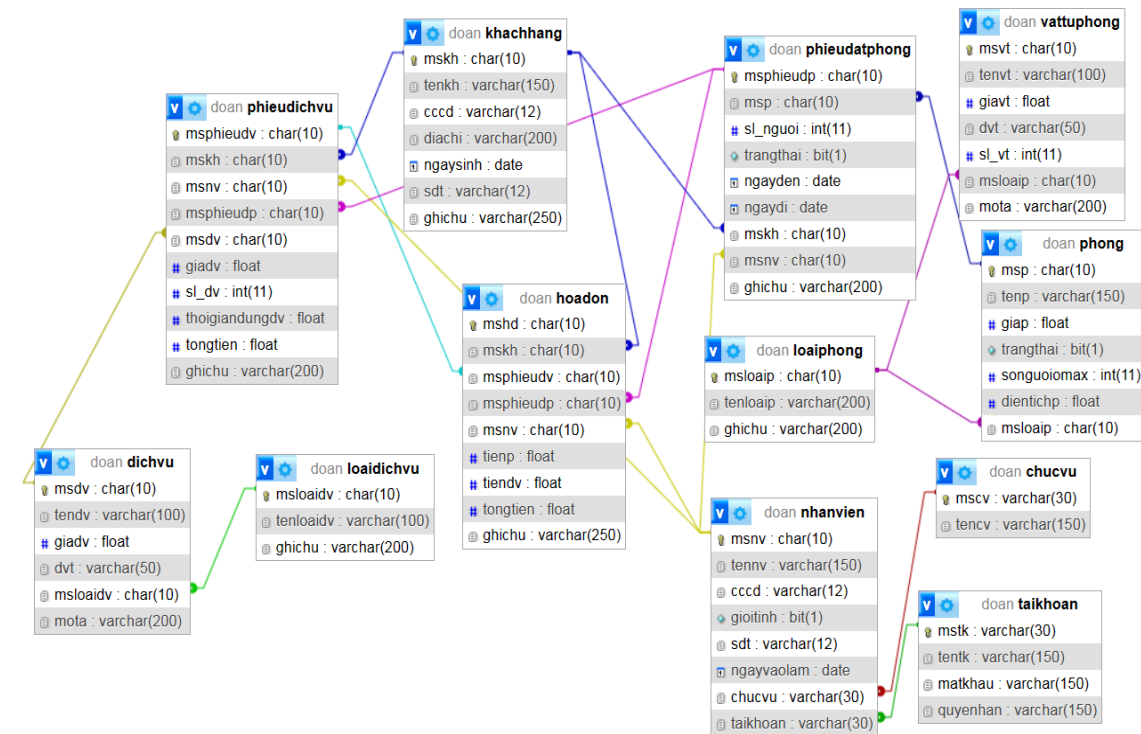 doan khachhang
mskh : char(10)
tenkh : varchar(150)
cccd : varchar(12)
diachi : varchar(200)
ngaysinh : date
sdt : varchar(12)
ghichu : varchar(250)
doan phieudatphong
msphieudp : char(10)
msp : char(10)
sl_nguoi : int(11)
trangthai : bit(1)
ngayden : date
ngaydi : date
mskh : char(10)
msnv : char(10)
ghichu : varchar(200)
doan vattuphong
msvt : char(10)
tenvt : varchar(100)
giavt : float
dvt : varchar(50)
sl_vt : int(11)
msloaip : char(10)
mota : varchar(200)
doan phieudichvu
msphieudv : char(10)
mskh : char(10)
msnv : char(10)
msphieudp : char(10)
msdv : char(10)
giadv : float
sl_dv : int(11)
thoigiandungdv : float
tongtien : float
ghichu : varchar(200)
doan phong
msp : char(10)
tenp : varchar(150)
giap : float
trangthai : bit(1)
songuoiomax : int(11)
dientichp : float
msloaip : char(10)
doan hoadon
mshd : char(10)
mskh : char(10)
msphieudv : char(10)
msphieudp : char(10)
msnv : char(10)
tienp : float
tiendv : float
tongtien : float
ghichu : varchar(250)
doan loaiphong
msloaip : char(10)
tenloaip : varchar(200)
ghichu : varchar(200)
doan dichvu
msdv : char(10)
tendv : varchar(100)
giadv : float
dvt : varchar(50)
msloaidv : char(10)
mota : varchar(200)
doan loaidichvu
msloaidv : char(10)
tenloaidv : varchar(100)
ghichu : varchar(200)
doan nhanvien
msnv : char(10)
tennv : varchar(150)
cccd : varchar(12)
gioitinh : bit(1)
sdt : varchar(12)
ngayvaolam : date
chucvu : varchar(30)
taikhoan : varchar(30)
doan chucvu
mscv : varchar(30)
tencv : varchar(150)
doan taikhoan
mstk : varchar(30)
tentk : varchar(150)
matkhau : varchar(150)
quyenhan : varchar(150)